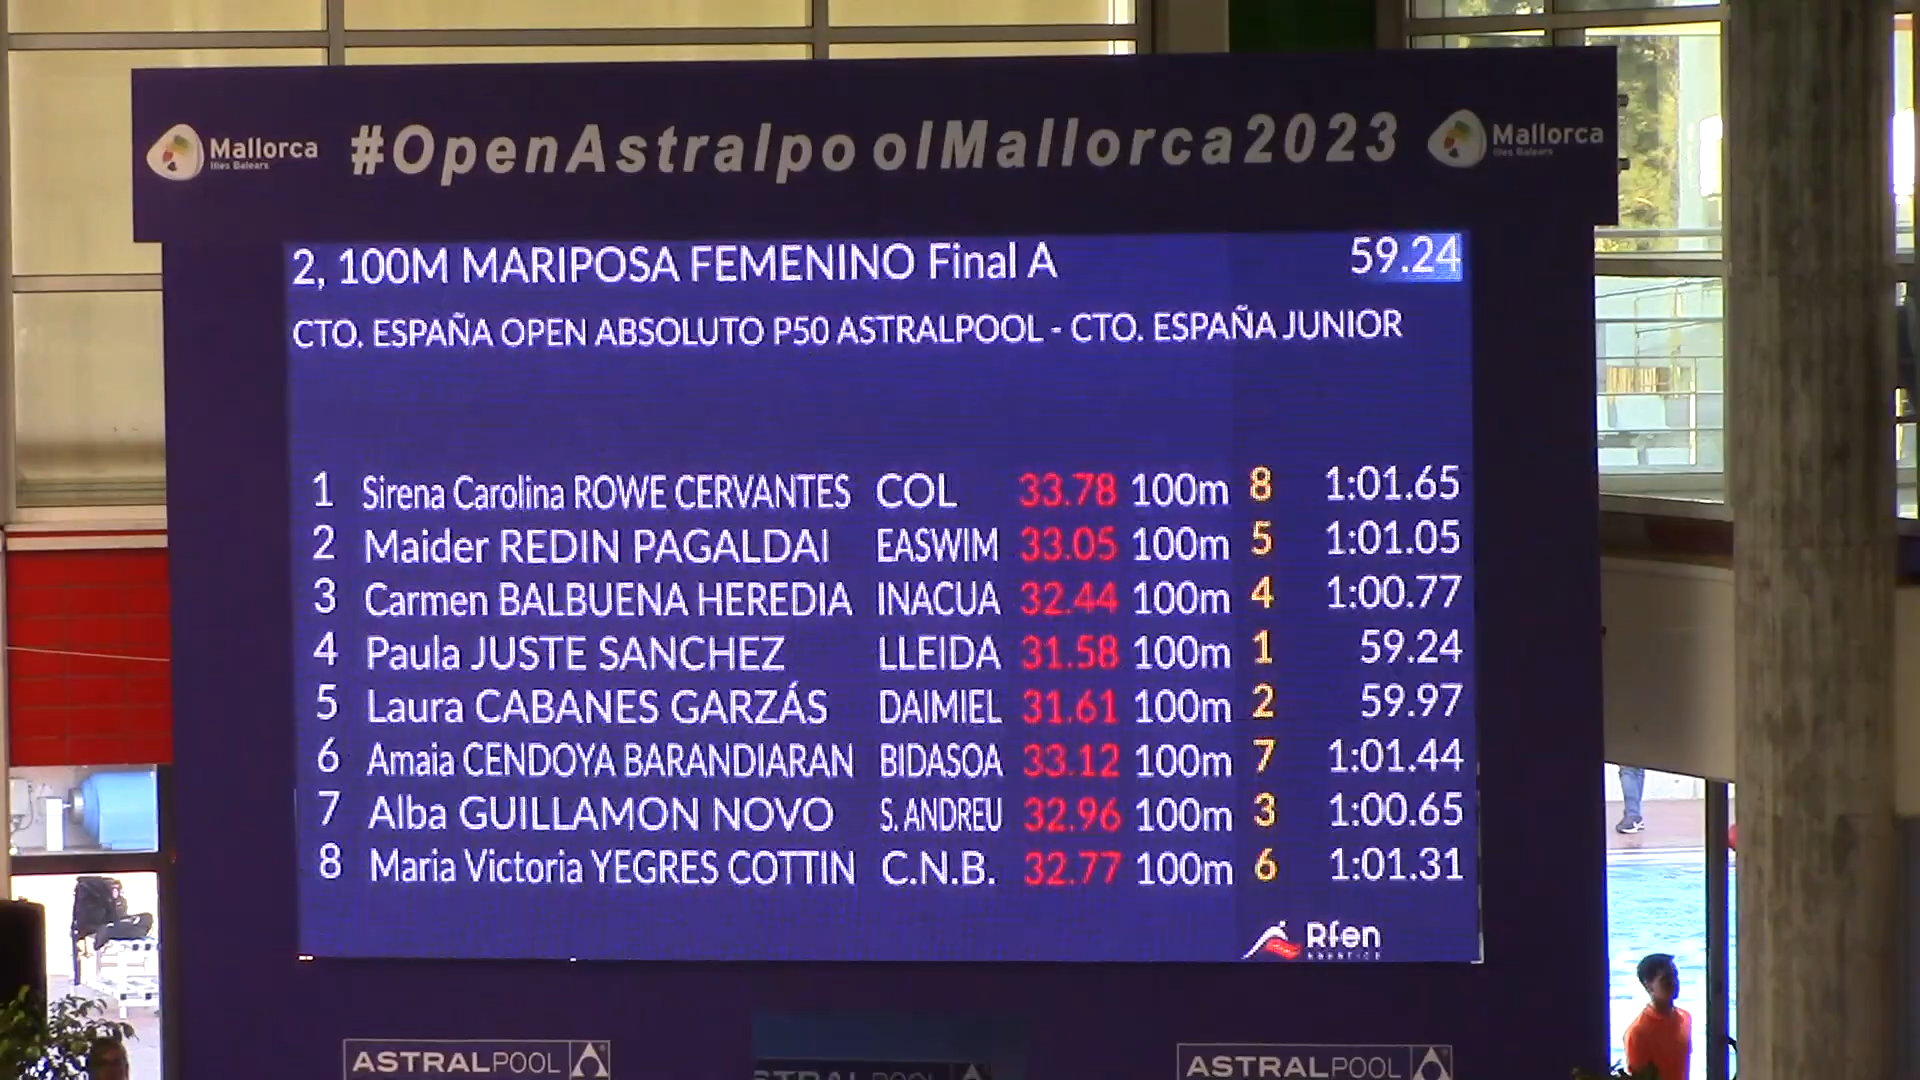 Mallorca
Illes Balears
#OpenAstralpoolMallorca2023
Mallorca
Illes Balears
2, 100M MARIPOSA FEMENINO Final A 59.24
CTO. ESPAÑA OPEN ABSOLUTO P50 ASTRALPOOL - CTO. ESPAÑA JUNIOR
1 Sirena Carolina ROWE CERVANTES COL 33.78 100m 8 1:01.65
2 Maider REDIN PAGALDAI EASWIM 33.05 100m 5 1:01.05
3 Carmen BALBUENA HEREDIA INACUA 32.44 100m 4 1:00.77
4 Paula JUSTE SANCHEZ LLEIDA 31.58 100m 1 59.24
5 Laura CABANES GARZÁS DAIMIEL 31.61 100m 2 59.97
6 Amaia CENDOYA BARANDIARAN BIDASOA 33.12 100m 7 1:01.44
7 Alba GUILLAMON NOVO S. ANDREU 32.96 100m 3 1:00.65
8 Maria Victoria YEGRES COTTIN C.N.B. 32.77 100m 6 1:01.31
Rfen
ASTRALPOOL
ASTRALPOOL
ASTRALPOOL